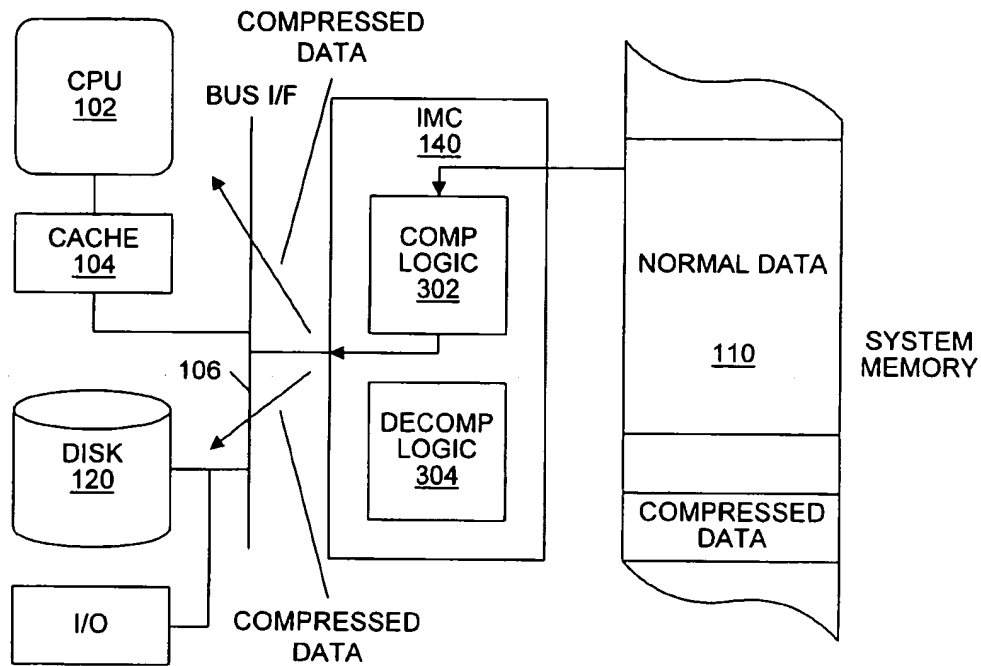 COMPRESSED
DATA
CPU
102
BUS I/F
IMC
140
CACHE
104
COMP
LOGIC
302
NORMAL DATA
110
SYSTEM
MEMORY
106
DISK
120
DECOMP
LOGIC
304
COMPRESSED
DATA
I/O
COMPRESSED
DATA